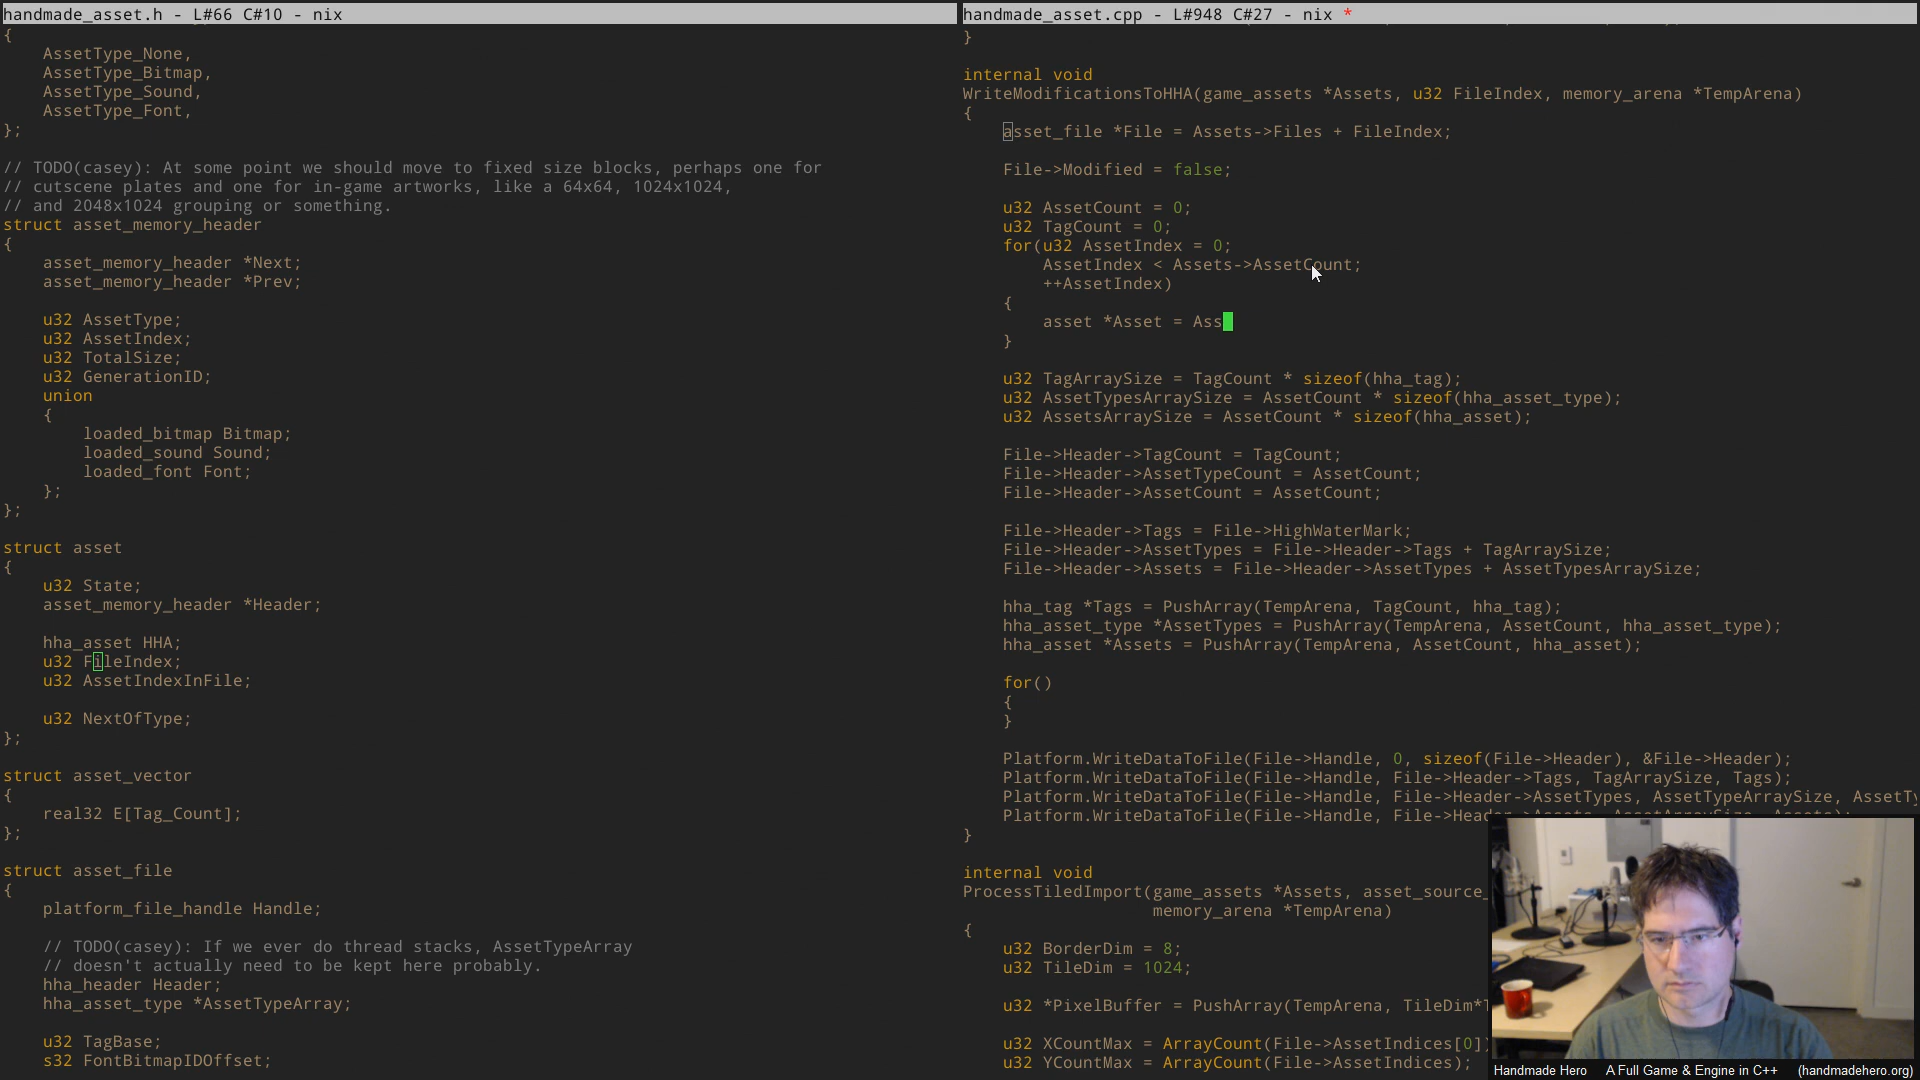 handmade_asset.h - L#66 C#10 - nix
{
    AssetType_None,
    AssetType_Bitmap,
    AssetType_Sound,
    AssetType_Font,
};

// TODO(casey): At some point we should move to fixed size blocks, perhaps one for
// cutscene plates and one for in-game artworks, like a 64x64, 1024x1024,
// and 2048x1024 grouping or something.
struct asset_memory_header
{
    asset_memory_header *Next;
    asset_memory_header *Prev;

    u32 AssetType;
    u32 AssetIndex;
    u32 TotalSize;
    u32 GenerationID;
    union
    {
        loaded_bitmap Bitmap;
        loaded_sound Sound;
        loaded_font Font;
    };
};

struct asset
{
    u32 State;
    asset_memory_header *Header;

    hha_asset HHA;
    u32 FileIndex;
    u32 AssetIndexInFile;

    u32 NextOfType;
};

struct asset_vector
{
    real32 E[Tag_Count];
};

struct asset_file
{
    platform_file_handle Handle;

    // TODO(casey): If we ever do thread stacks, AssetTypeArray
    // doesn't actually need to be kept here probably.
    hha_header Header;
    hha_asset_type *AssetTypeArray;

    u32 TagBase;
    s32 FontBitmapIDOffset;
handmade_asset.cpp - L#948 C#27 - nix *
}

internal void
WriteModificationsToHHA(game_assets *Assets, u32 FileIndex, memory_arena *TempArena)
{
    asset_file *File = Assets->Files + FileIndex;

    File->Modified = false;

    u32 AssetCount = 0;
    u32 TagCount = 0;
    for(u32 AssetIndex = 0;
        AssetIndex < Assets->AssetCount;
        ++AssetIndex)
    {
        asset *Asset = Ass
    }

    u32 TagArraySize = TagCount * sizeof(hha_tag);
    u32 AssetTypesArraySize = AssetCount * sizeof(hha_asset_type);
    u32 AssetsArraySize = AssetCount * sizeof(hha_asset);

    File->Header->TagCount = TagCount;
    File->Header->AssetTypeCount = AssetCount;
    File->Header->AssetCount = AssetCount;

    File->Header->Tags = File->HighWaterMark;
    File->Header->AssetTypes = File->Header->Tags + TagArraySize;
    File->Header->Assets = File->Header->AssetTypes + AssetTypesArraySize;

    hha_tag *Tags = PushArray(TempArena, TagCount, hha_tag);
    hha_asset_type *AssetTypes = PushArray(TempArena, AssetCount, hha_asset_type);
    hha_asset *Assets = PushArray(TempArena, AssetCount, hha_asset);

    for()
    {
    }

    Platform.WriteDataToFile(File->Handle, 0, sizeof(File->Header), &File->Header);
    Platform.WriteDataToFile(File->Handle, File->Header->Tags, TagArraySize, Tags);
    Platform.WriteDataToFile(File->Handle, File->Header->AssetTypes, AssetTypeArraySize, AssetTy
    Platform.WriteDataToFile(File->Handle, File->Header->Assets, AssetArraySize, Assets);
}

internal void
ProcessTiledImport(game_assets *Assets, asset_source_
                   memory_arena *TempArena)
{
    u32 BorderDim = 8;
    u32 TileDim = 1024;

    u32 *PixelBuffer = PushArray(TempArena, TileDim*T

    u32 XCountMax = ArrayCount(File->AssetIndices[0])
    u32 YCountMax = ArrayCount(File->AssetIndices);
Handmade Hero    A Full Game & Engine in C++    (handmadehero.org)